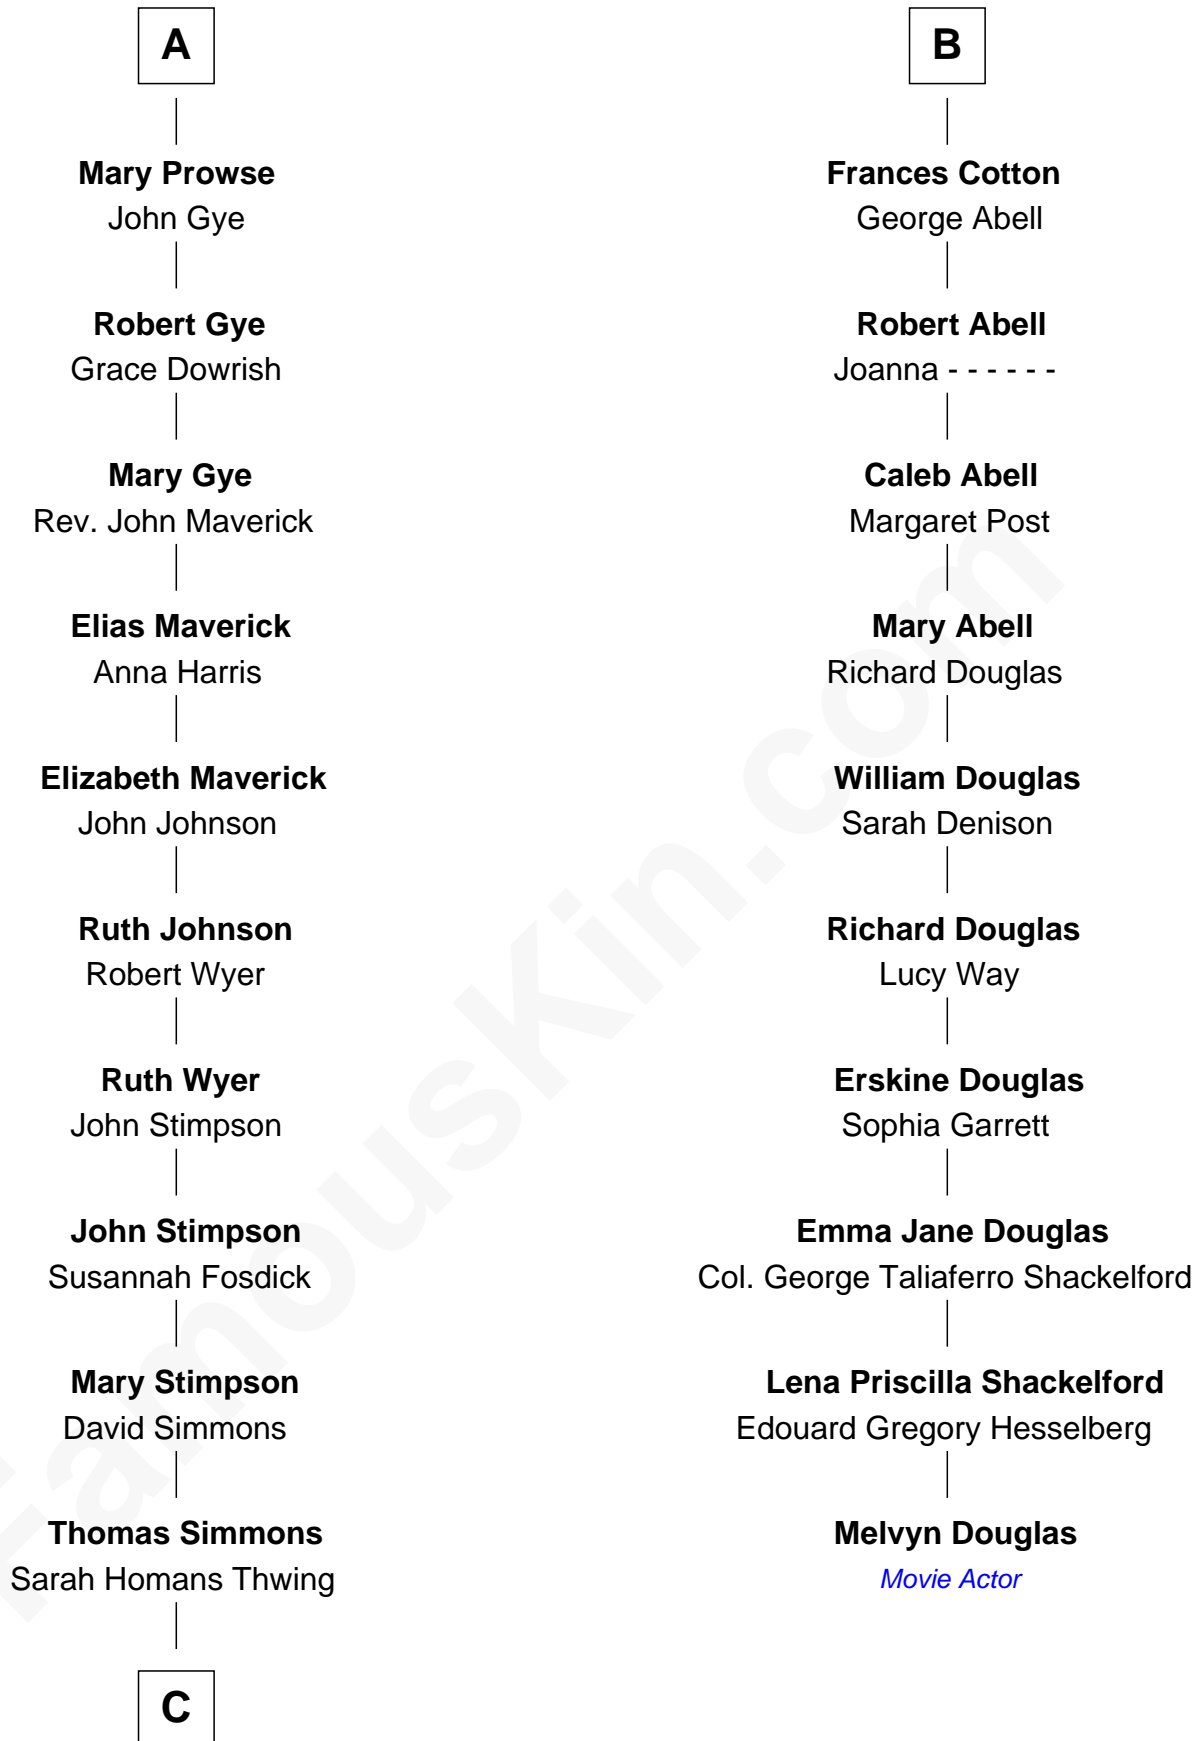 A
Mary Prowse
John Gye
Robert Gye
Grace Dowrish
Mary Gye
Rev. John Maverick
Elias Maverick
Anna Harris
Elizabeth Maverick
John Johnson
Ruth Johnson
Robert Wyer
Ruth Wyer
John Stimpson
John Stimpson
Susannah Fosdick
Mary Stimpson
David Simmons
Thomas Simmons
Sarah Homans Thwing
C
B
Frances Cotton
George Abell
Robert Abell
Joanna - - - - - -
Caleb Abell
Margaret Post
Mary Abell
Richard Douglas
William Douglas
Sarah Denison
Richard Douglas
Lucy Way
Erskine Douglas
Sophia Garrett
Emma Jane Douglas
Col. George Taliaferro Shackelford
Lena Priscilla Shackelford
Edouard Gregory Hesselberg
Melvyn Douglas
Movie Actor
FamousKin.com